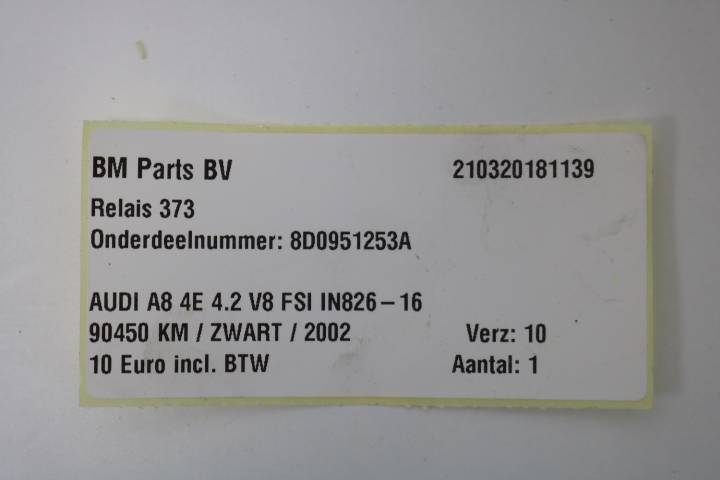 BM Parts BV 210320181139
Relais 373
Onderdeelnummer: 8D0951253A
AUDI A8 4E 4.2 V8 FSI IN826-16
90450 KM / ZWART / 2002 Verz: 10
10 Euro incl. BTW Aantal: 1